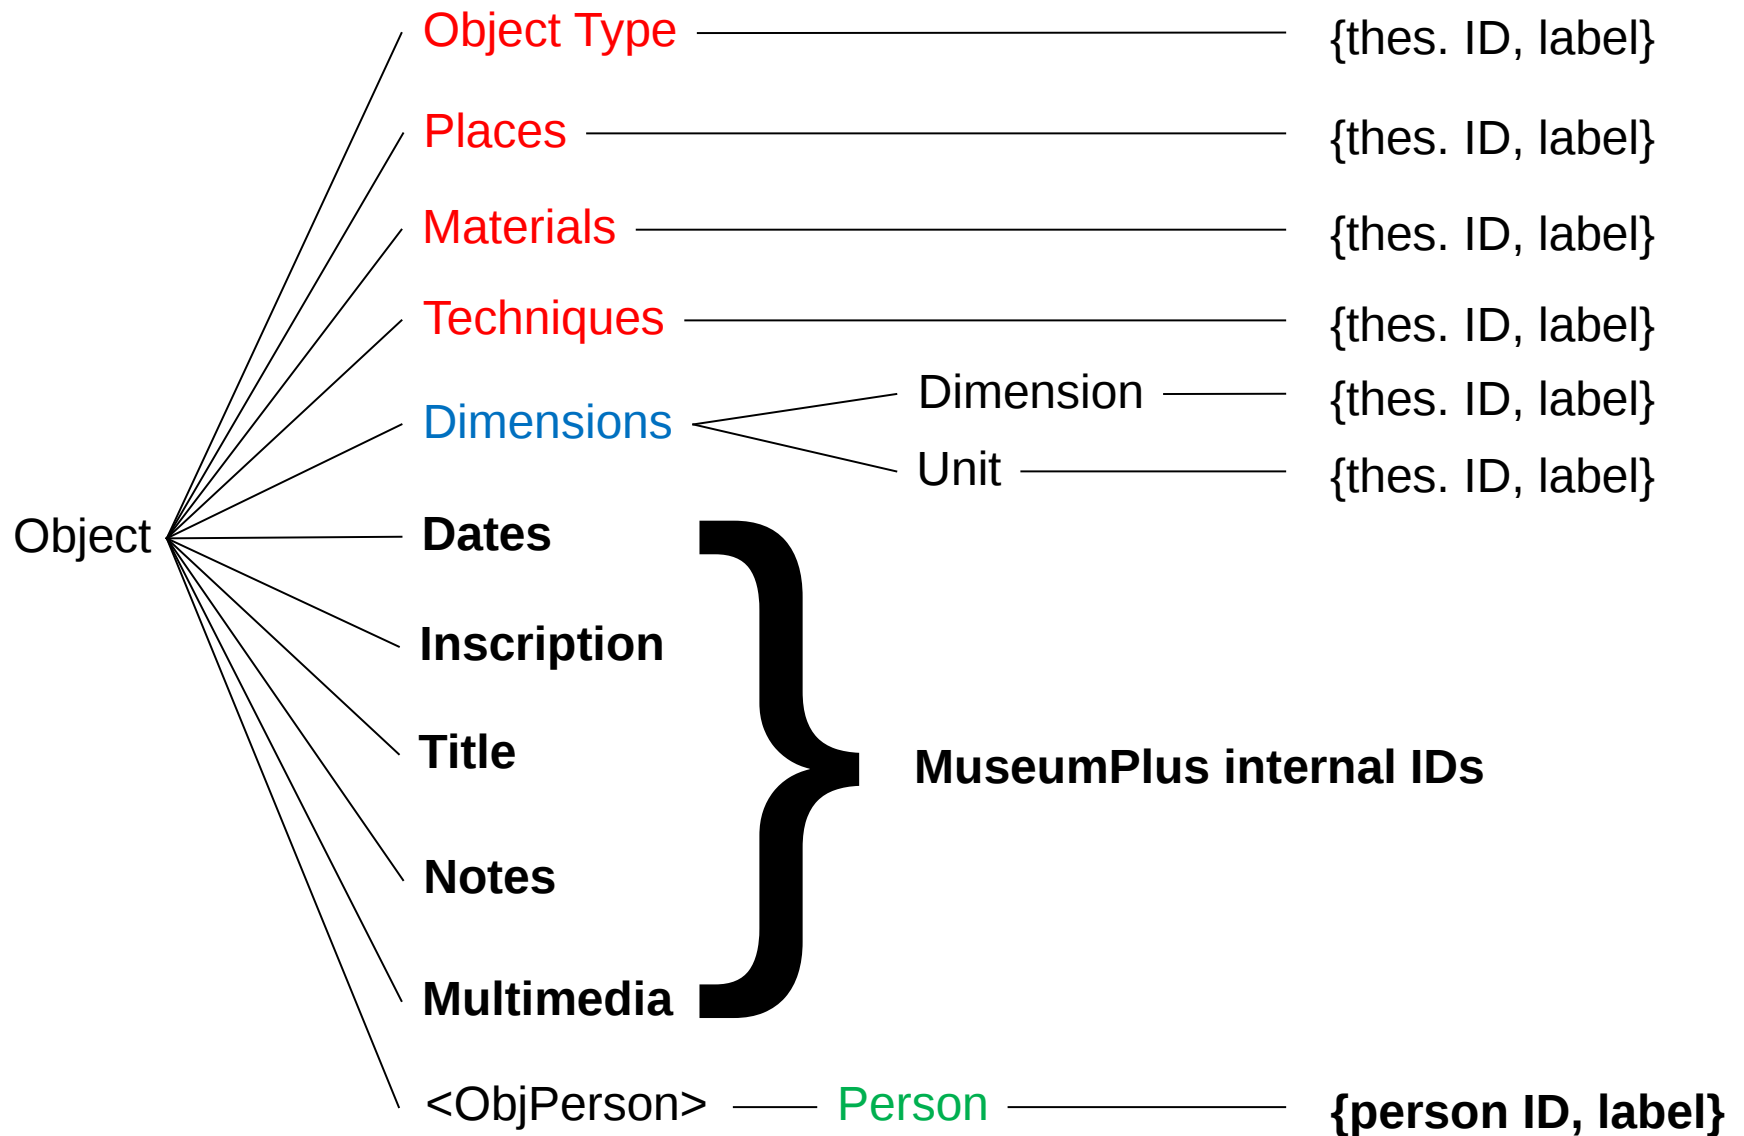 Object Type {thes. ID, label}
Places {thes. ID, label}
Materials {thes. ID, label}
Techniques {thes. ID, label}
Dimension {thes. ID, label}
Dimensions
Unit {thes. ID, label}
Object
Dates
Inscription
Title
MuseumPlus internal IDs
Notes
Multimedia
}
<ObjPerson> Person {person ID, label}